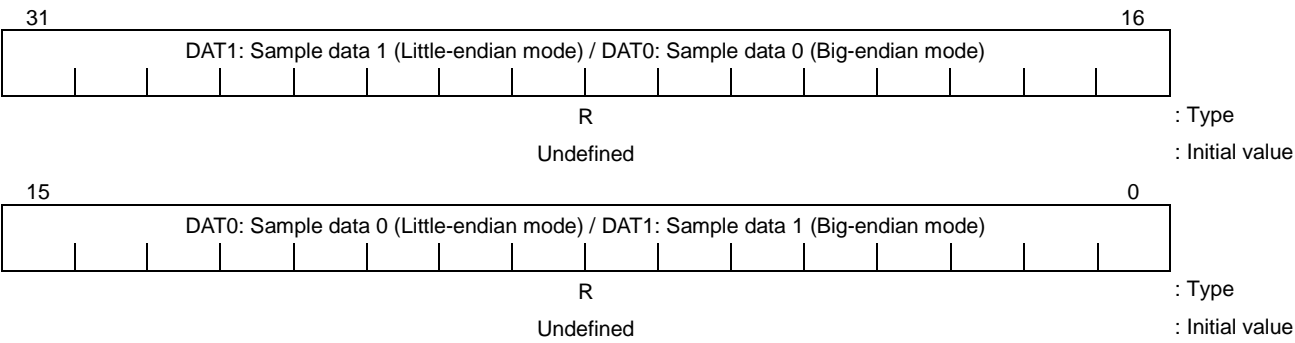 31 16
DAT1: Sample data 1 (Little-endian mode) / DAT0: Sample data 0 (Big-endian mode)
R : Type
Undefined : Initial value
15 0
DAT0: Sample data 0 (Little-endian mode) / DAT1: Sample data 1 (Big-endian mode)
R : Type
Undefined : Initial value